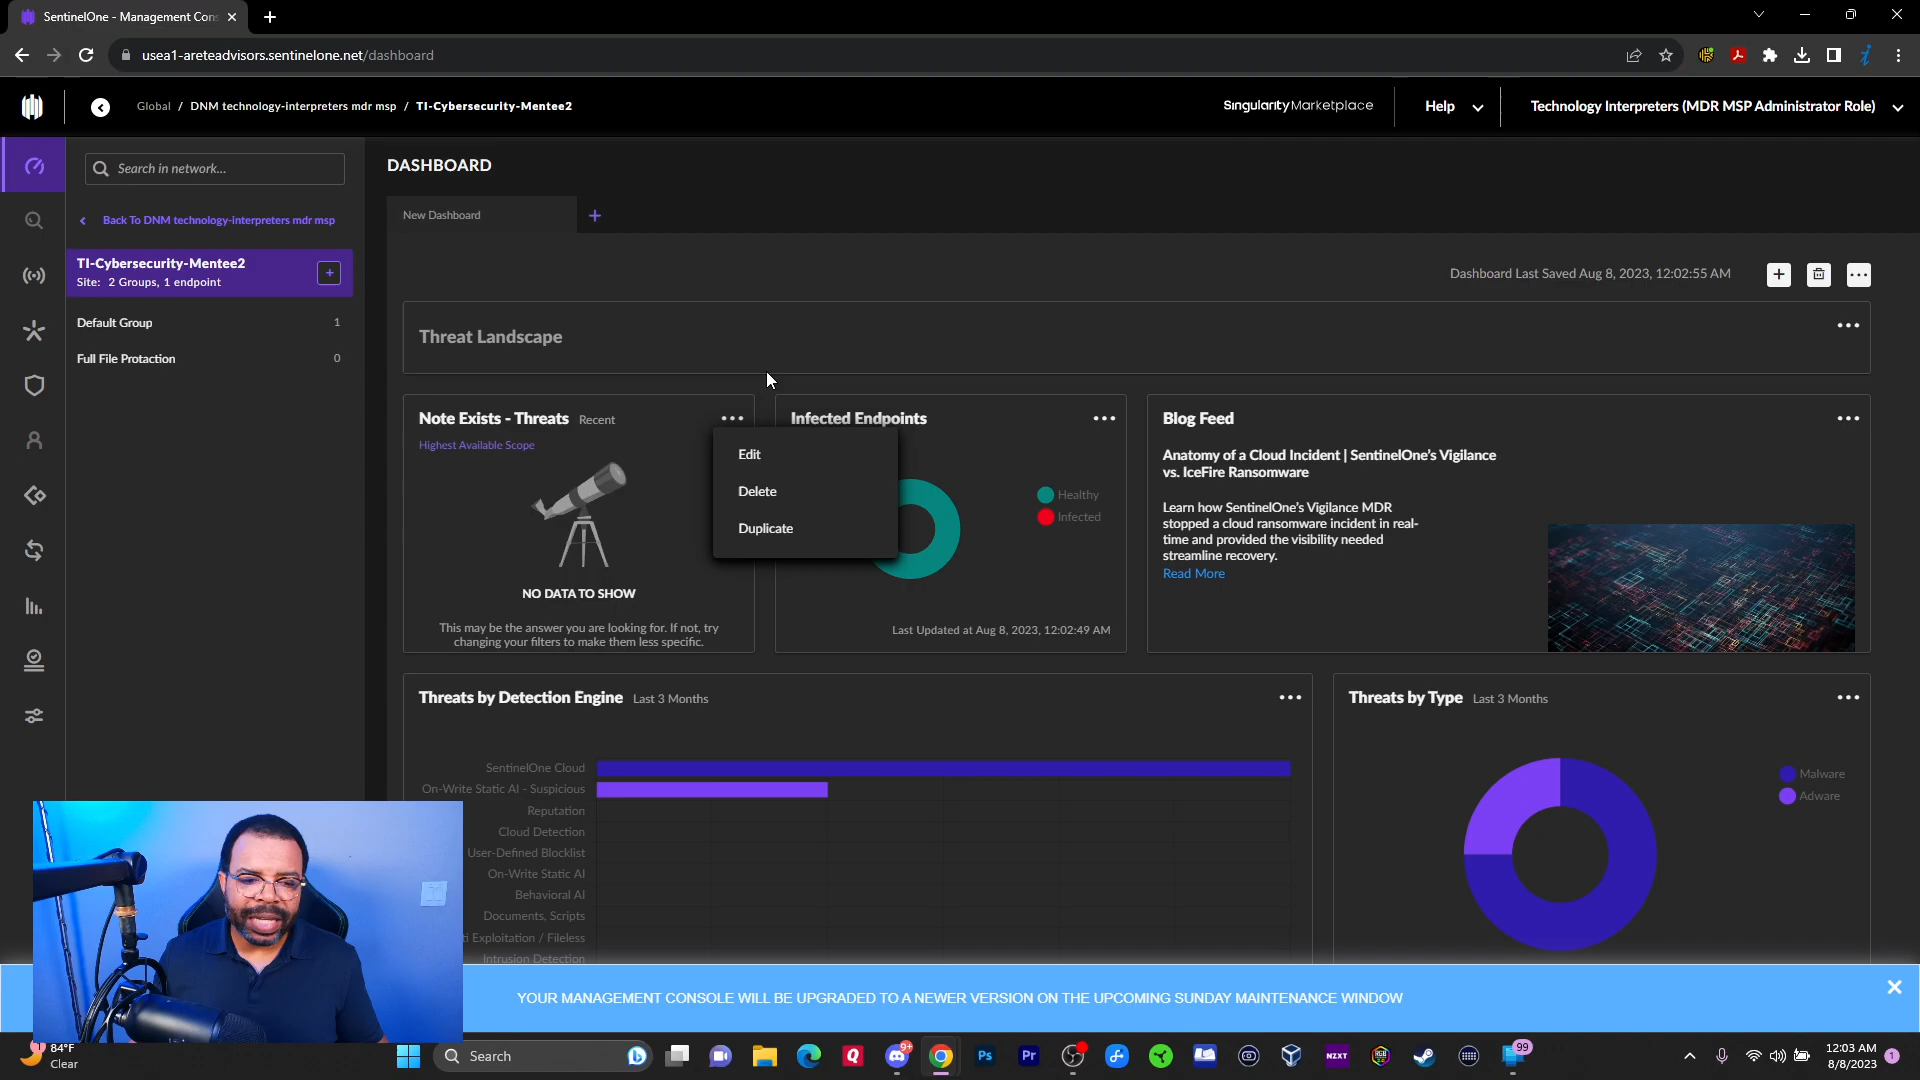 SentinelOne - Management Con
usea1-areteadvisors.sentinelone.net/dashboard
Global / DNM technology-interpreters mdr msp / TI-Cybersecurity-Mentee2
Singularity Marketplace
Help
Technology Interpreters (MDR MSP Administrator Role)
Search in network...
Back To DNM technology-interpreters mdr msp
TI-Cybersecurity-Mentee2
Site: 2 Groups, 1 endpoint
Default Group 1
Full File Protaction 0
DASHBOARD
New Dashboard
Dashboard Last Saved Aug 8, 2023, 12:02:55 AM
Threat Landscape
Note Exists - Threats Recent
Highest Available Scope
NO DATA TO SHOW
This may be the answer you are looking for. If not, try
changing your filters to make them less specific.
Edit
Delete
Duplicate
Infected Endpoints
Healthy
Infected
Last Updated at Aug 8, 2023, 12:02:49 AM
Blog Feed
Anatomy of a Cloud Incident | SentinelOne's Vigilance
vs. IceFire Ransomware
Learn how SentinelOne's Vigilance MDR
stopped a cloud ransomware incident in real-
time and provided the visibility needed
streamline recovery.
Read More
Threats by Detection Engine Last 3 Months
SentinelOne Cloud
On-Write Static AI - Suspicious
Reputation
Cloud Detection
User-Defined Blocklist
On-Write Static AI
Behavioral AI
Documents, Scripts
ti Exploitation / Fileless
Intrusion Detection
Threats by Type Last 3 Months
Malware
Adware
YOUR MANAGEMENT CONSOLE WILL BE UPGRADED TO A NEWER VERSION ON THE UPCOMING SUNDAY MAINTENANCE WINDOW
84°F
Clear
Search
9+
Ps
Pr
NZXT
99
12:03 AM
8/8/2023
1